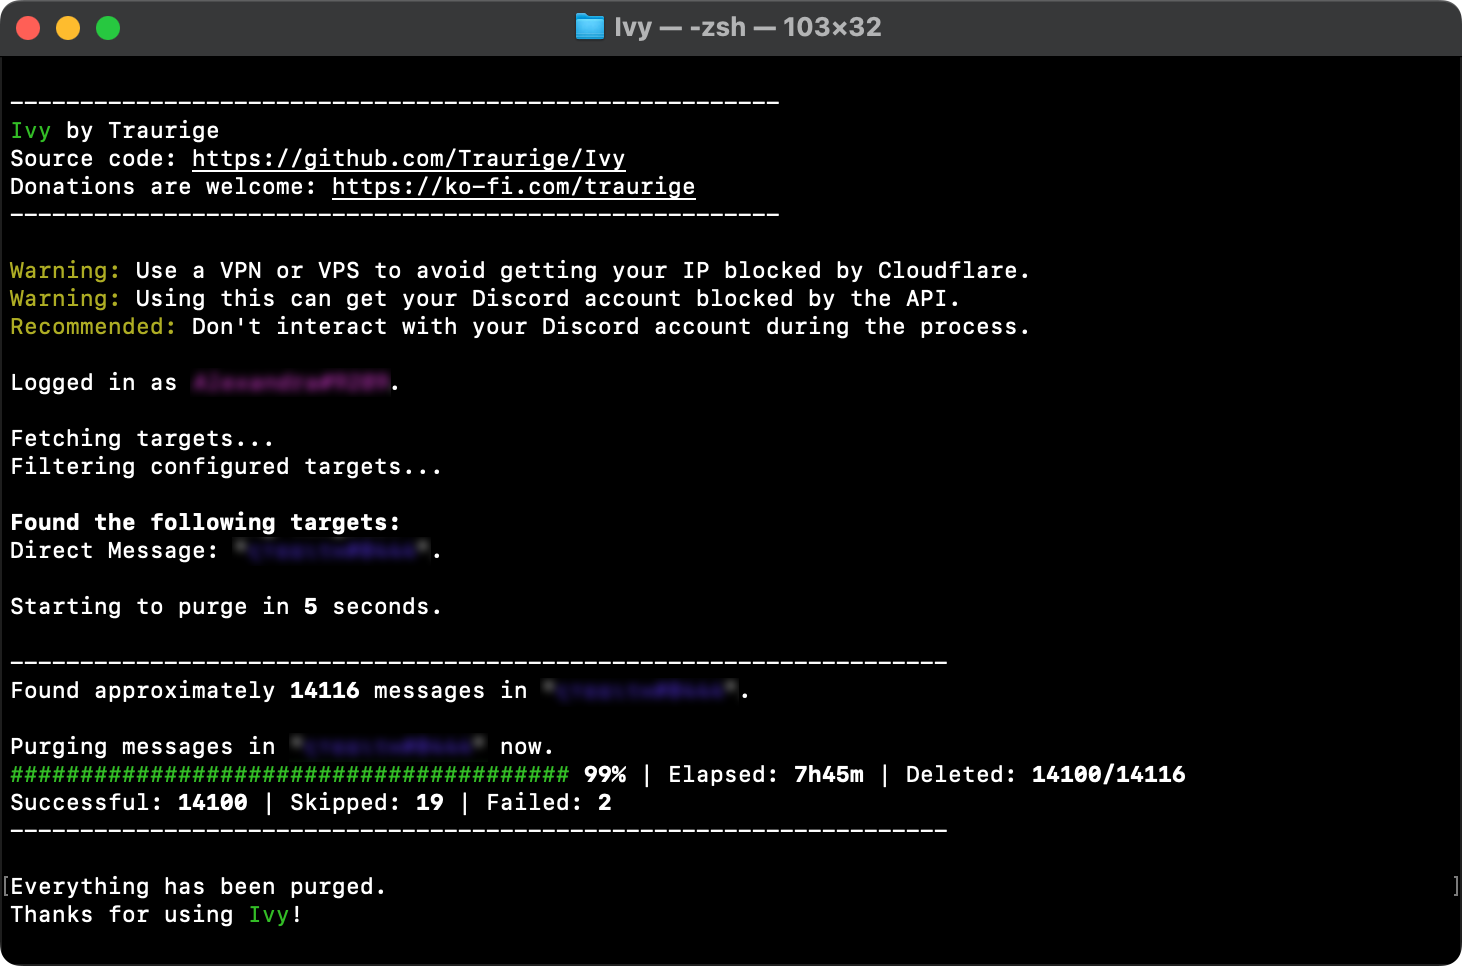 Ivy — -zsh — 103×32
-------------------------------------------------------
Ivy by Traurige
Source code: https://github.com/Traurige/Ivy
Donations are welcome: https://ko-fi.com/traurige
-------------------------------------------------------
Warning: Use a VPN or VPS to avoid getting your IP blocked by Cloudflare.
Warning: Using this can get your Discord account blocked by the API.
Recommended: Don't interact with your Discord account during the process.
Logged in as .
Fetching targets...
Filtering configured targets...
Found the following targets:
Direct Message: "".
Starting to purge in 5 seconds.
-------------------------------------------------------------------
Found approximately 14116 messages in "".
Purging messages in "" now.
######################################## 99% | Elapsed: 7h45m | Deleted: 14100/14116
Successful: 14100 | Skipped: 19 | Failed: 2
-------------------------------------------------------------------
[Everything has been purged. ]
Thanks for using Ivy!